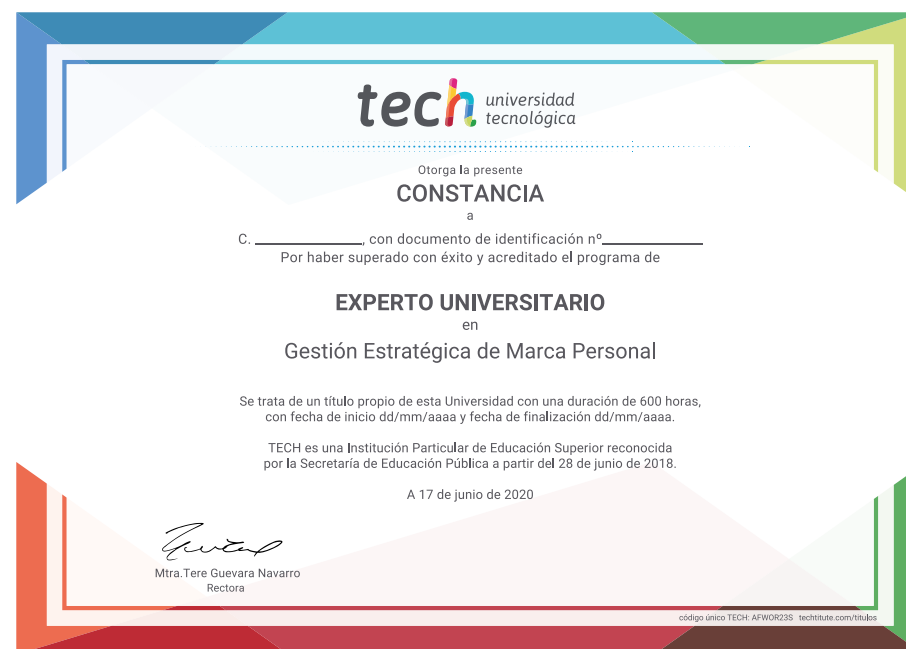 tech universidad
tecnológica
Otorga la presente
CONSTANCIA
a
C. ____________, con documento de identificación nº____________
Por haber superado con éxito y acreditado el programa de
EXPERTO UNIVERSITARIO
en
Gestión Estratégica de Marca Personal
Se trata de un título propio de esta Universidad con una duración de 600 horas,
con fecha de inicio dd/mm/aaaa y fecha de finalización dd/mm/aaaa.
TECH es una Institución Particular de Educación Superior reconocida
por la Secretaría de Educación Pública a partir del 28 de junio de 2018.
A 17 de junio de 2020
Mtra.Tere Guevara Navarro
Rectora
código único TECH: AFWOR23S techtitute.com/titulos